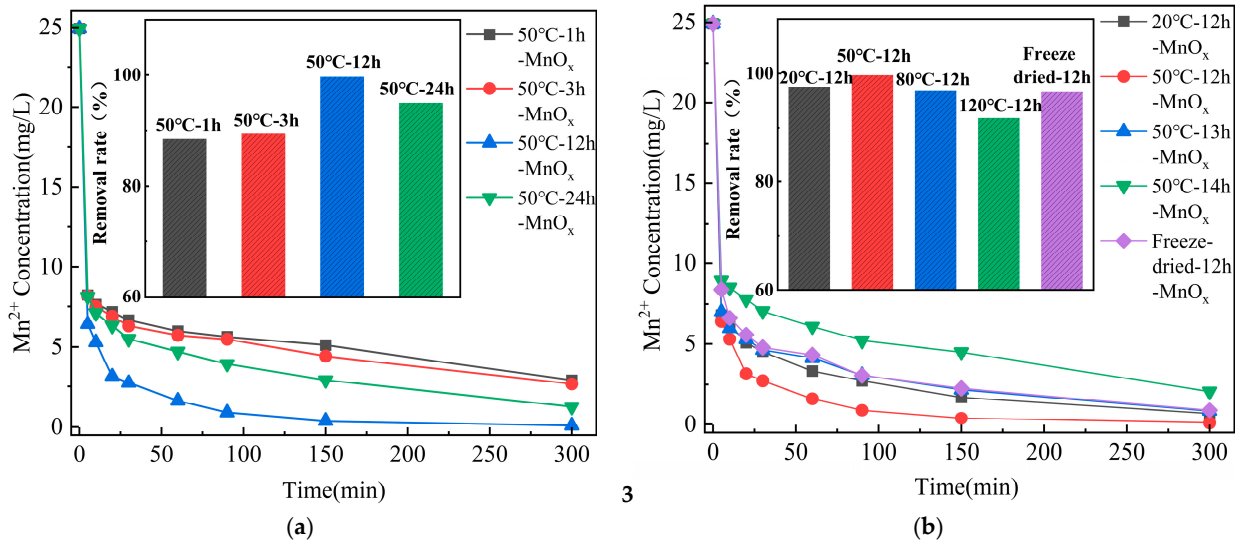 25
20
15
10
5
0
Mn²⁺ Concentration(mg/L)
0 50 100 150 200 250 300
Time(min)
100
80
60
Removal rate (%)
50℃-1h
50℃-3h
50℃-12h
50℃-24h
50℃-1h
-MnOₓ
50℃-3h
-MnOₓ
50℃-12h
-MnOₓ
50℃-24h
-MnOₓ
(a)
3
25
20
15
10
5
0
Mn²⁺ Concentration(mg/L)
0 50 100 150 200 250 300
Time(min)
100
80
60
Removal rate (%)
20℃-12h
50℃-12h
80℃-12h
120℃-12h
Freeze
dried-12h
20℃-12h
-MnOₓ
50℃-12h
-MnOₓ
50℃-13h
-MnOₓ
50℃-14h
-MnOₓ
Freeze-
dried-12h
-MnOₓ
(b)